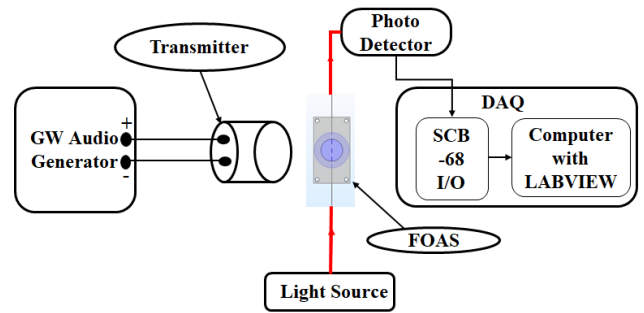 Transmitter
Photo
Detector
GW Audio
Generator
+
-
DAQ
SCB
-68
I/O
Computer
with
LABVIEW
FOAS
Light Source